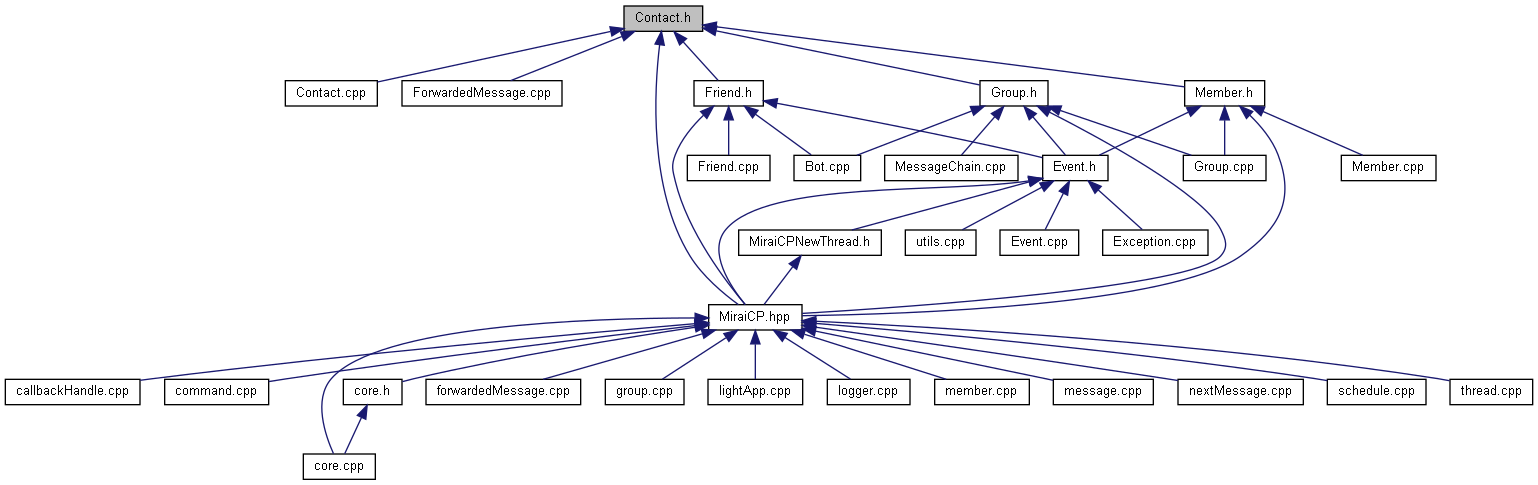 Contact.h
Contact.cpp
ForwardedMessage.cpp
Friend.h
Group.h
Member.h
Friend.cpp
Bot.cpp
MessageChain.cpp
Event.h
Group.cpp
Member.cpp
MiraiCPNewThread.h
utils.cpp
Event.cpp
Exception.cpp
MiraiCP.hpp
callbackHandle.cpp
command.cpp
core.h
forwardedMessage.cpp
group.cpp
lightApp.cpp
logger.cpp
member.cpp
message.cpp
nextMessage.cpp
schedule.cpp
thread.cpp
core.cpp